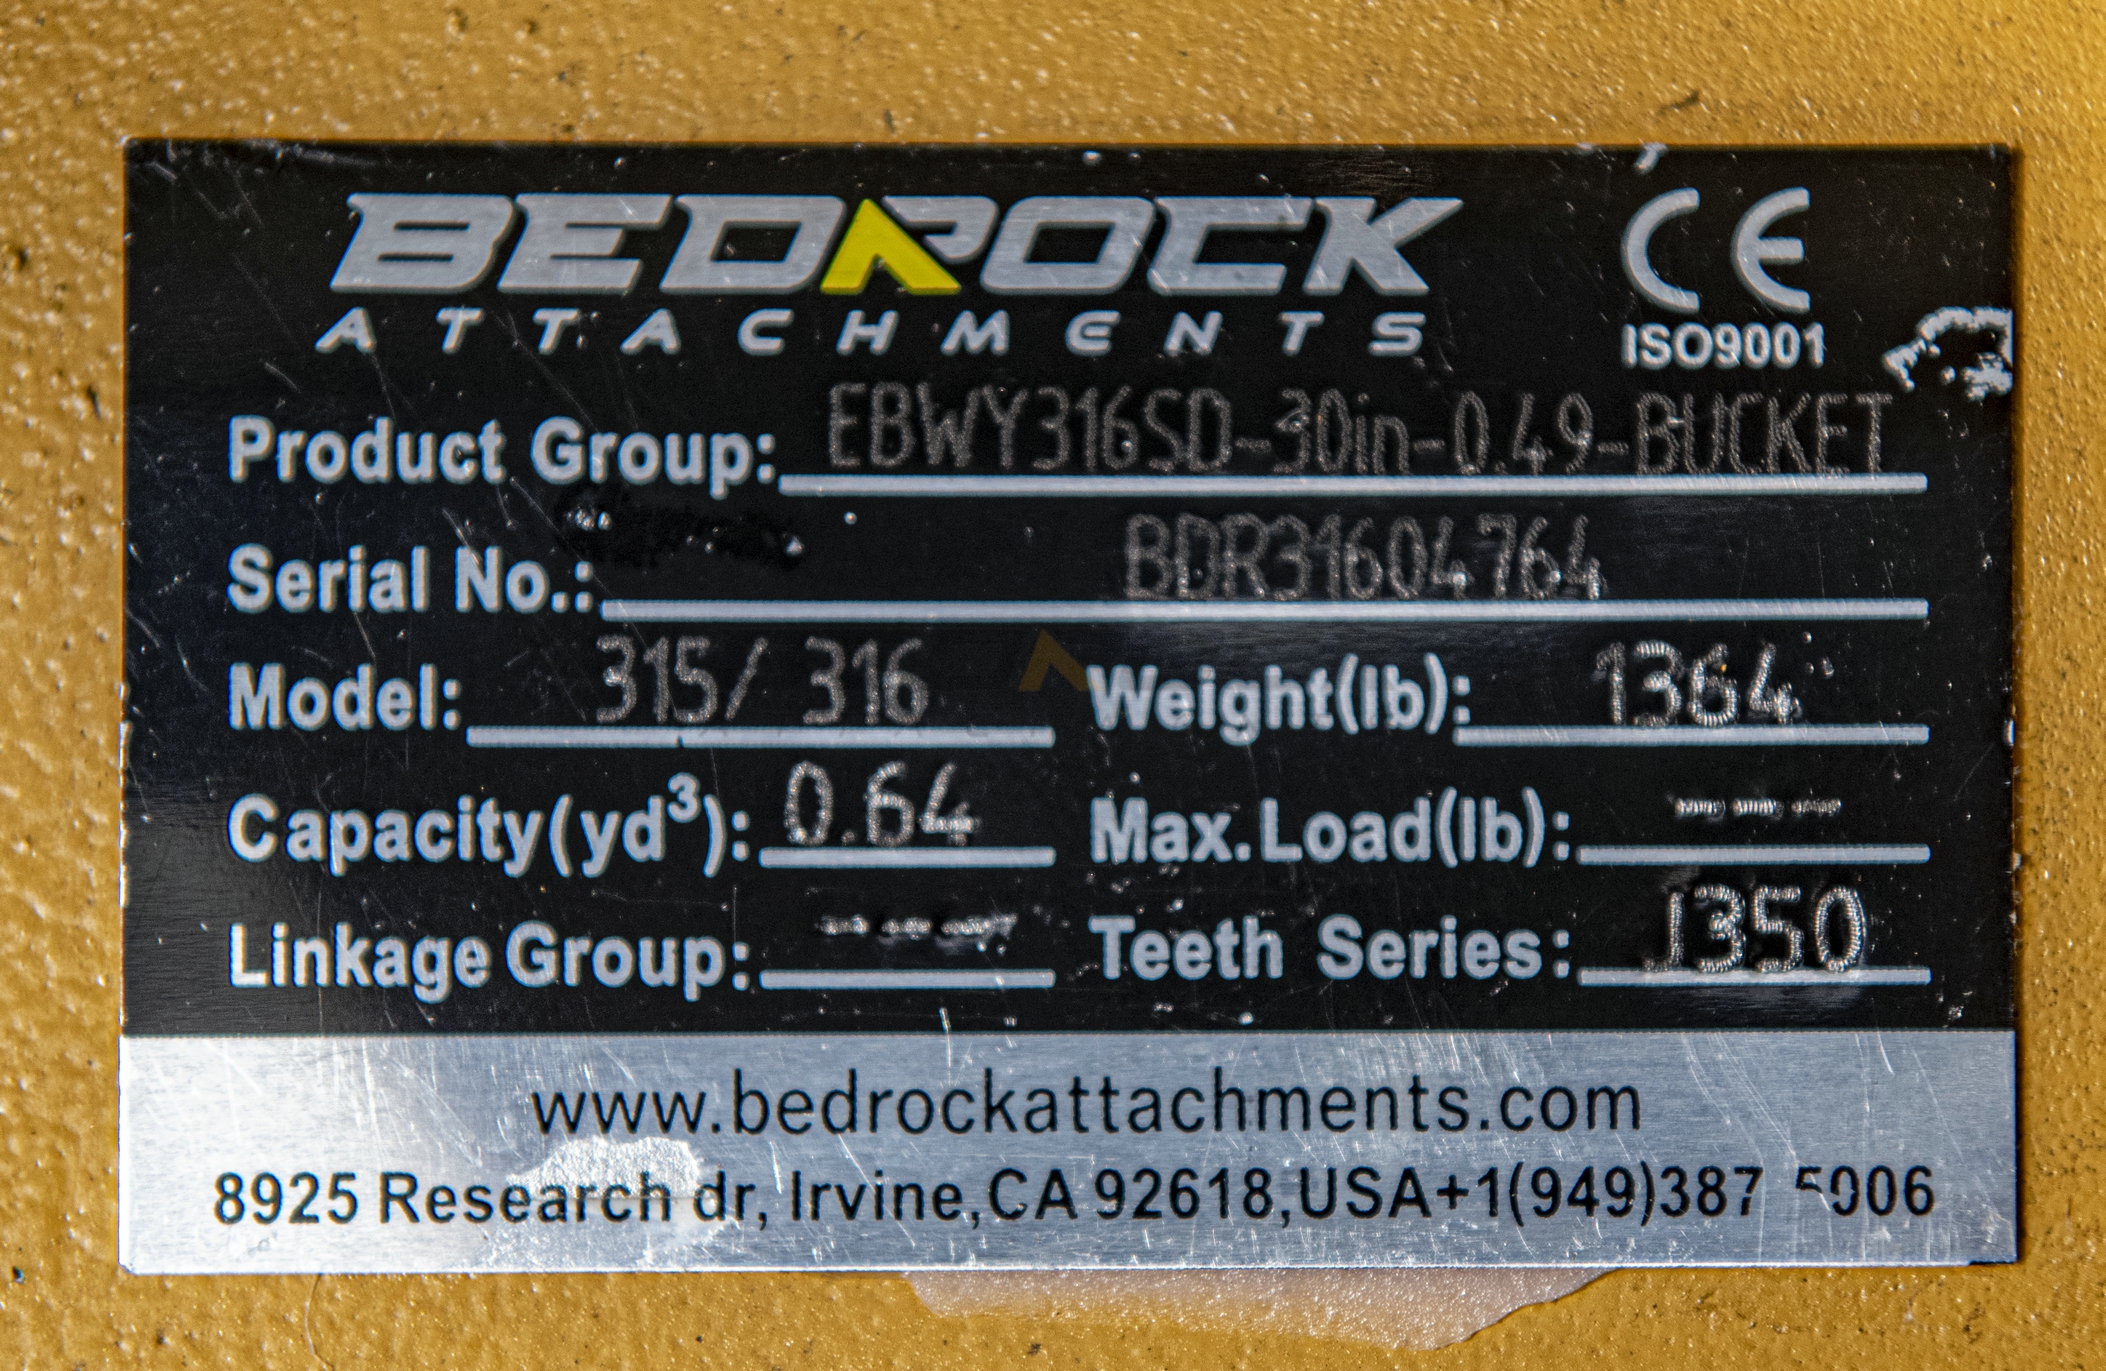 BEDROCK
ATTACHMENTS
CE
ISO9001
Product Group: EBWY316SD-30in-0.49-BUCKET
Serial No.: BDR31604764
Model: 315/ 316 Weight(lb): 1364
Capacity(yd³): 0.64 Max.Load(lb): ---
Linkage Group: --- Teeth Series: J350
www.bedrockattachments.com
8925 Research dr, Irvine,CA 92618,USA+1(949)387 5006